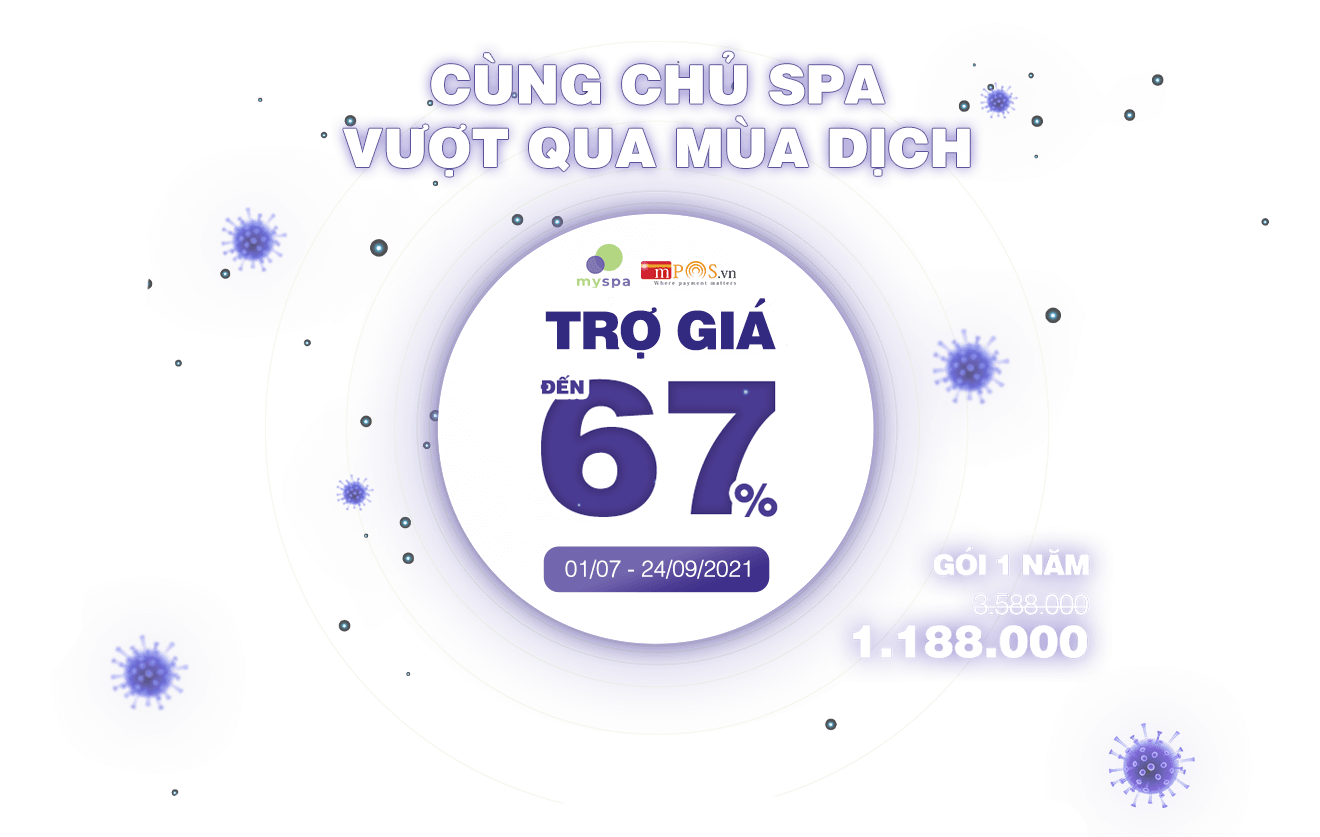 CÙNG CHỦ SPA
VƯỢT QUA MÙA DỊCH
myspa mPOS.vn
Where payment matters
TRỢ GIÁ
ĐẾN
67%
01/07 - 24/09/2021
GÓI 1 NĂM
3.588.000
1.188.000